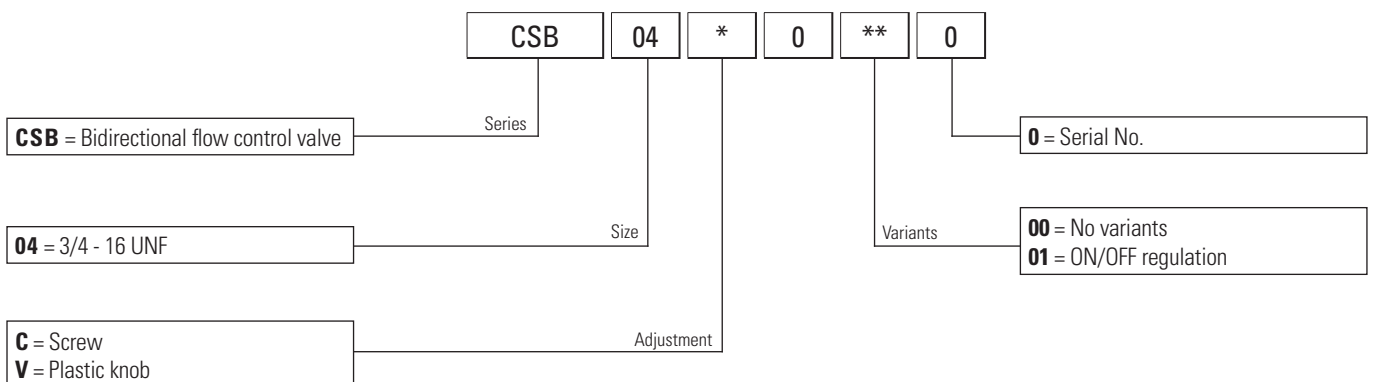 CSB 04 * 0 ** 0
Series
CSB = Bidirectional flow control valve
0 = Serial No.
Size
04 = 3/4 - 16 UNF
Variants
00 = No variants
01 = ON/OFF regulation
Adjustment
C = Screw
V = Plastic knob